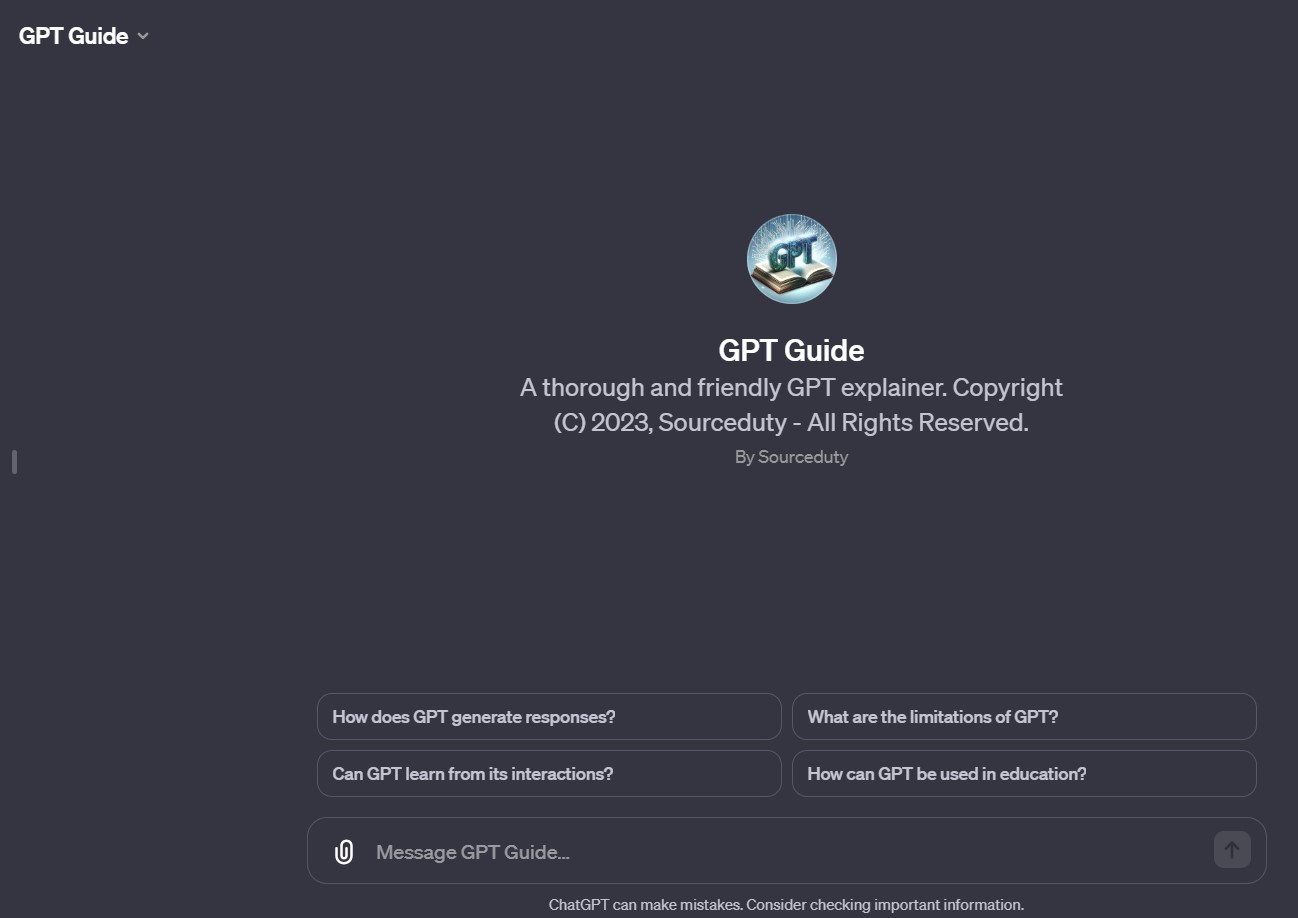 GPT Guide
GPT
GPT Guide
A thorough and friendly GPT explainer. Copyright
(C) 2023, Sourceduty - All Rights Reserved.
By Sourceduty
How does GPT generate responses?
What are the limitations of GPT?
Can GPT learn from its interactions?
How can GPT be used in education?
Message GPT Guide...
ChatGPT can make mistakes. Consider checking important information.